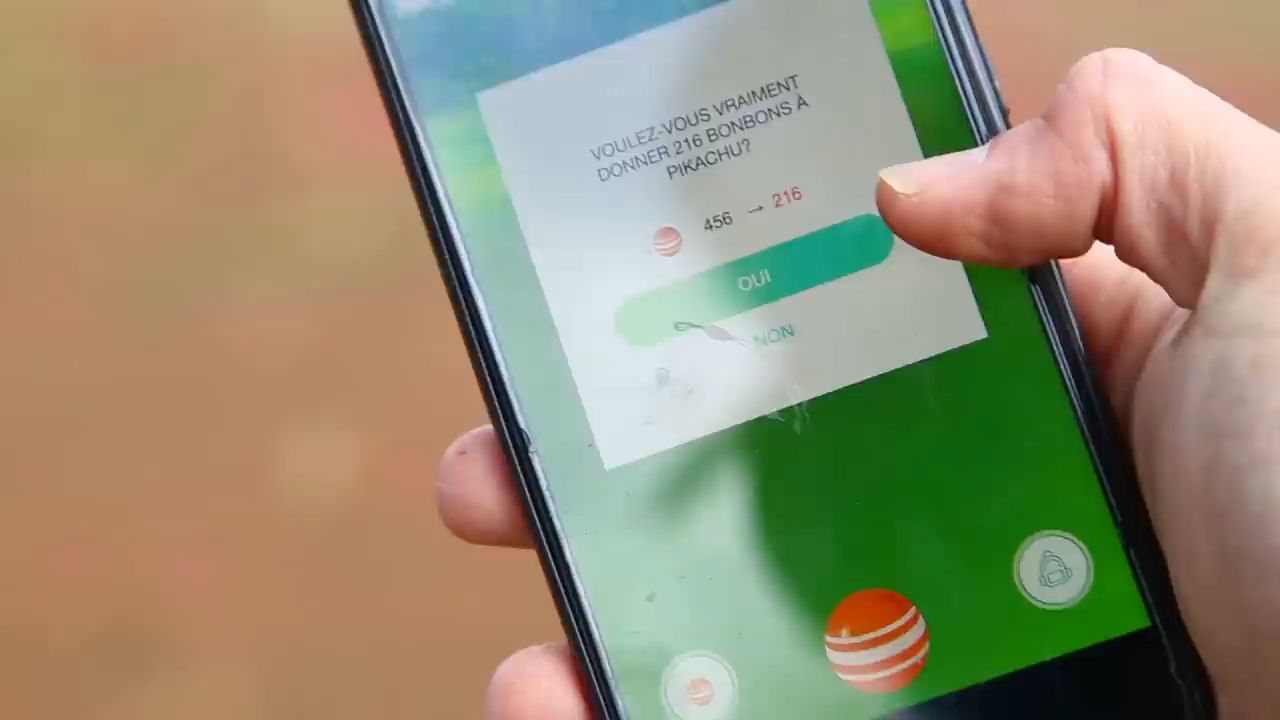 VOULEZ-VOUS VRAIMENT
DONNER 216 BONBONS À
PIKACHU?
456 → 216
OUI
NON